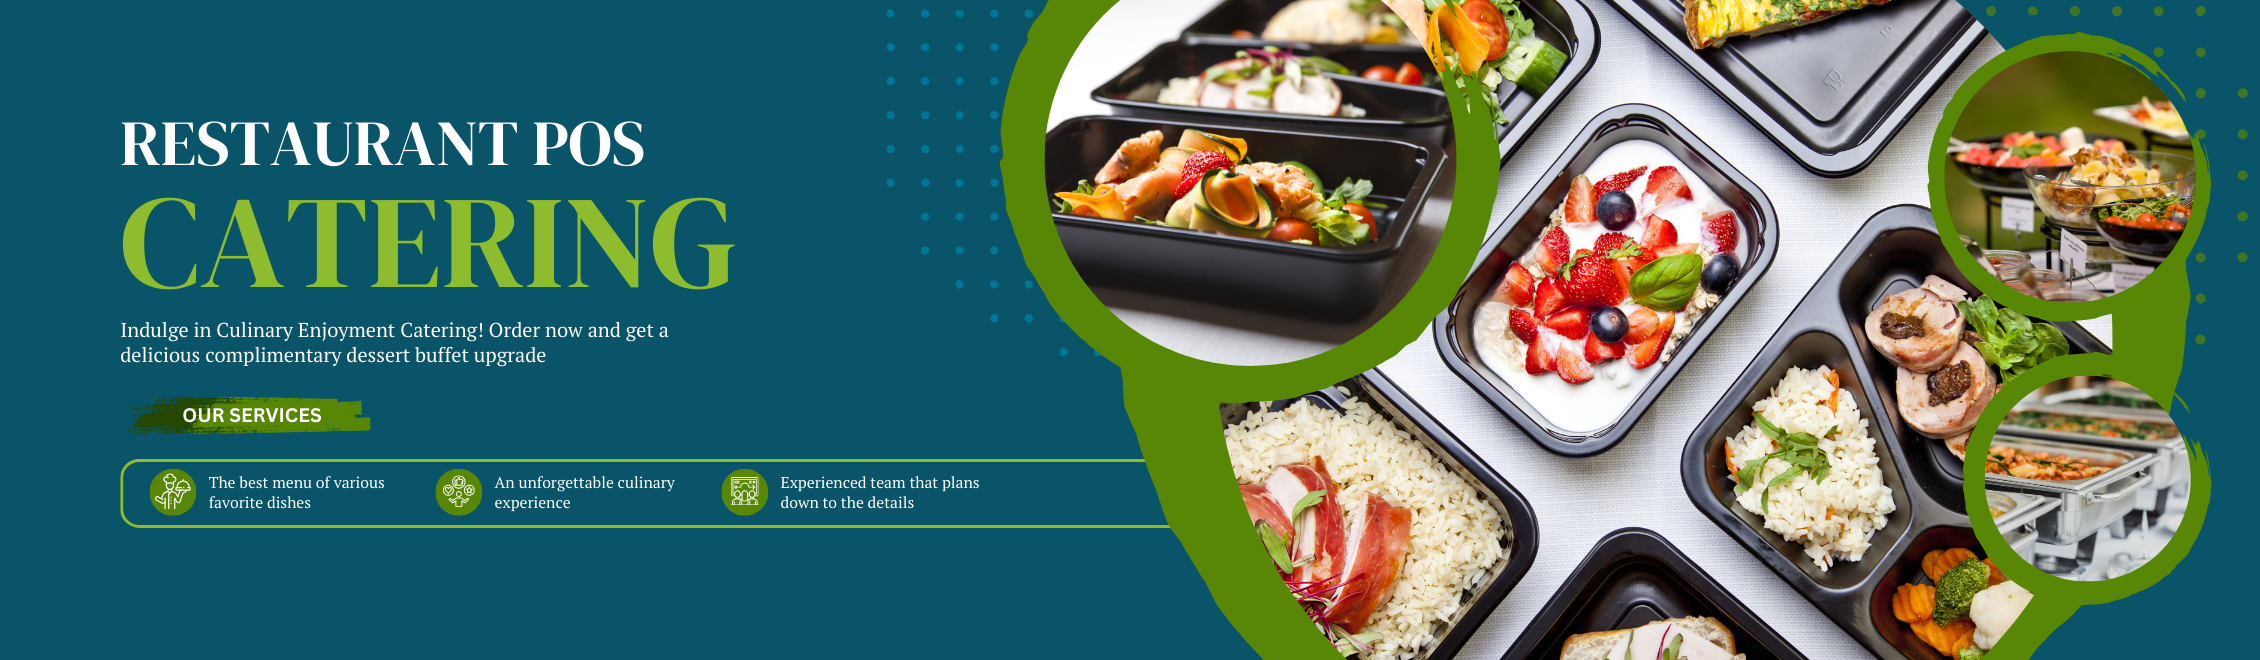 RESTAURANT POS
CATERING
Indulge in Culinary Enjoyment Catering! Order now and get a
delicious complimentary dessert buffet upgrade
OUR SERVICES
The best menu of various
favorite dishes
An unforgettable culinary
experience
Experienced team that plans
down to the details